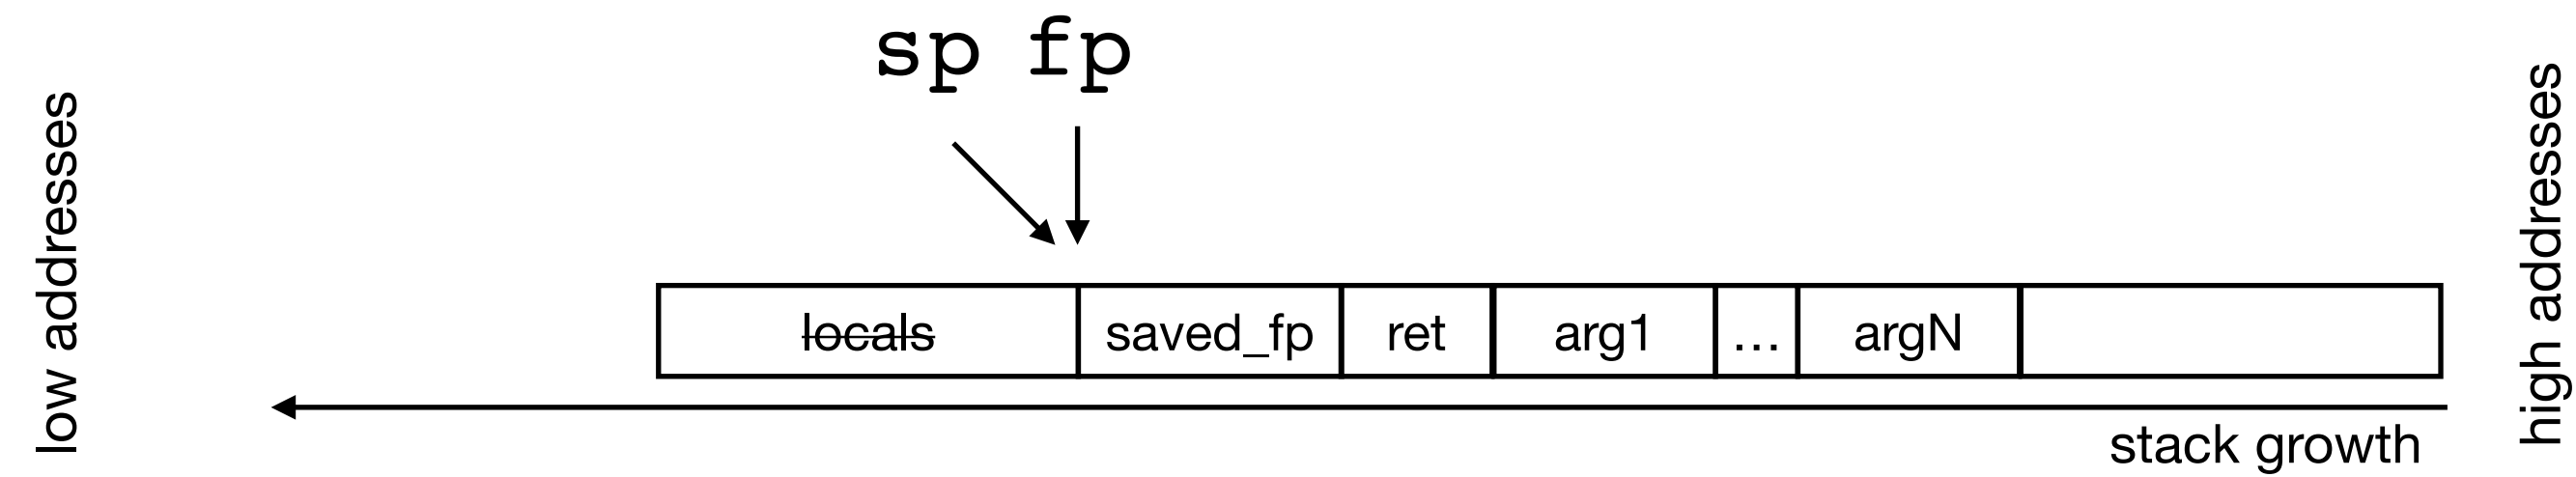 sp fp
low addresses
high addresses
locals saved_fp ret arg1 ... argN
stack growth